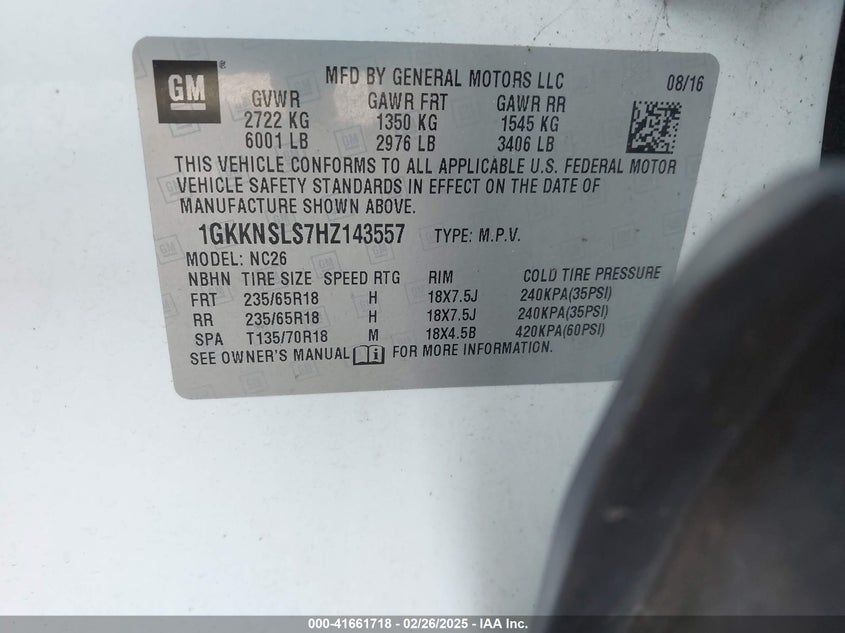 GM ®
MFD BY GENERAL MOTORS LLC 08/16
GVWR GAWR FRT GAWR RR
2722 KG 1350 KG 1545 KG
6001 LB 2976 LB 3406 LB
THIS VEHICLE CONFORMS TO ALL APPLICABLE U.S. FEDERAL MOTOR
VEHICLE SAFETY STANDARDS IN EFFECT ON THE DATE OF
MANUFACTURE SHOWN ABOVE.
1GKKNSLS7HZ143557 TYPE: M.P.V.
MODEL: NC26
NBHN TIRE SIZE SPEED RTG RIM COLD TIRE PRESSURE
FRT 235/65R18 H 18X7.5J 240KPA(35PSI)
RR 235/65R18 H 18X7.5J 240KPA(35PSI)
SPA T135/70R18 M 18X4.5B 420KPA(60PSI)
SEE OWNER'S MANUAL FOR MORE INFORMATION.
000-41661718 - 02/26/2025 - IAA Inc.